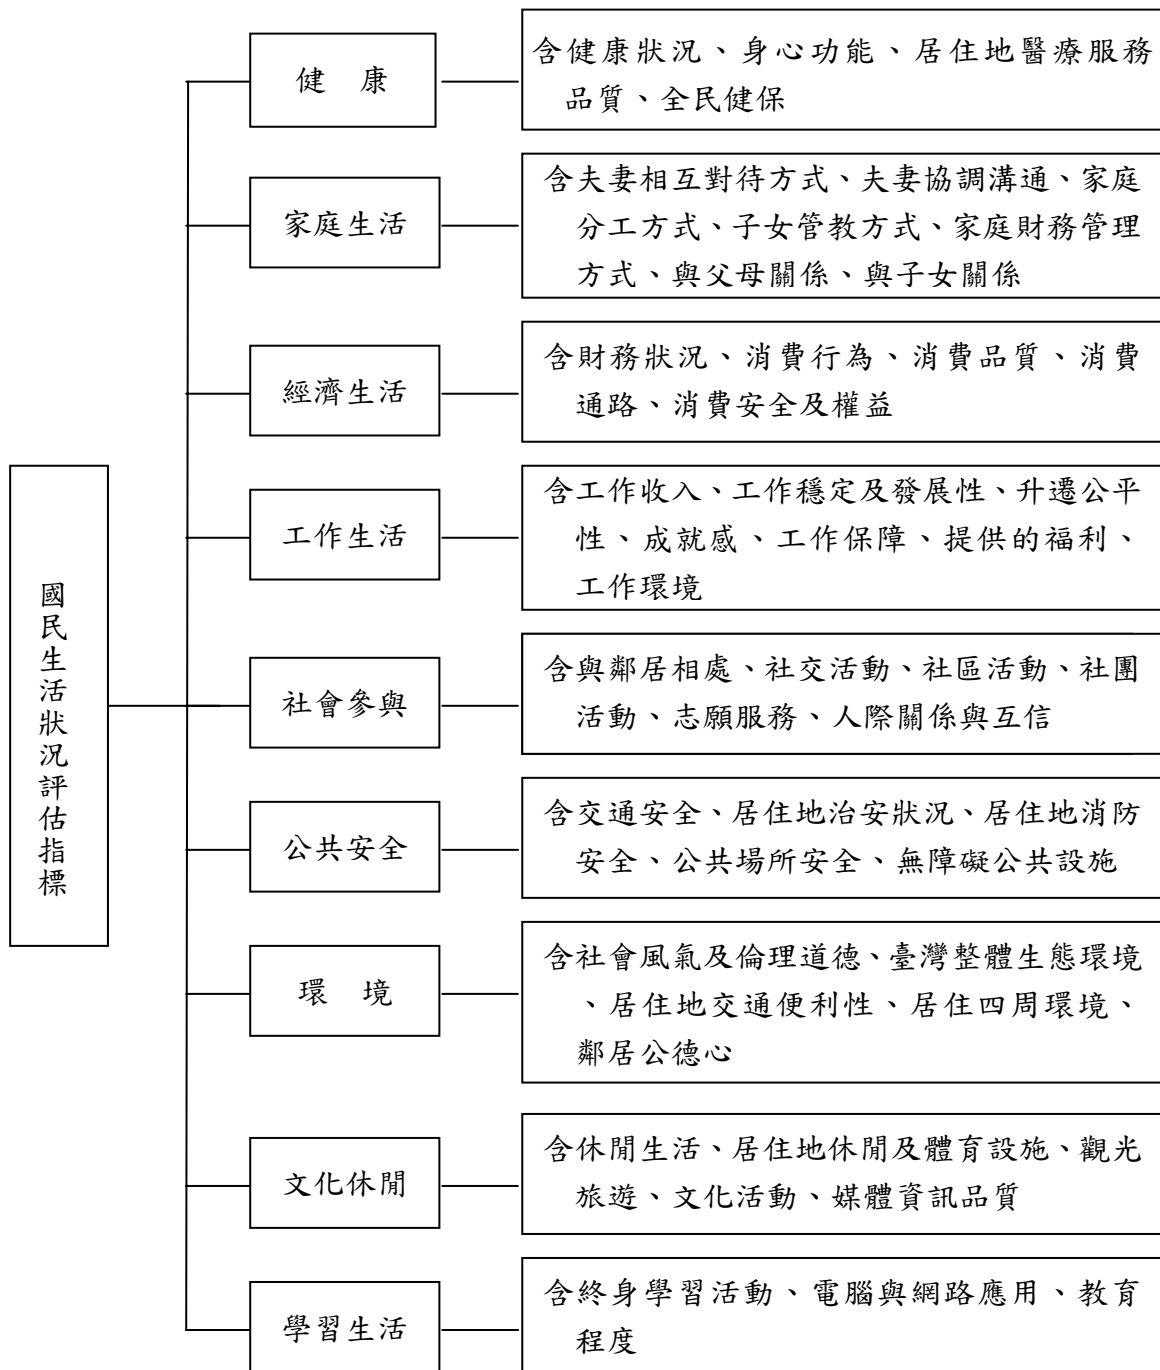 國民生活狀況評估指標
健 康
含健康狀況、身心功能、居住地醫療服務
品質、全民健保
家庭生活
含夫妻相互對待方式、夫妻協調溝通、家庭
分工方式、子女管教方式、家庭財務管理
方式、與父母關係、與子女關係
經濟生活
含財務狀況、消費行為、消費品質、消費
通路、消費安全及權益
工作生活
含工作收入、工作穩定及發展性、升遷公平
性、成就感、工作保障、提供的福利、
工作環境
社會參與
含與鄰居相處、社交活動、社區活動、社團
活動、志願服務、人際關係與互信
公共安全
含交通安全、居住地治安狀況、居住地消防
安全、公共場所安全、無障礙公共設施
環 境
含社會風氣及倫理道德、臺灣整體生態環境
、居住地交通便利性、居住四周環境、
鄰居公德心
文化休閒
含休閒生活、居住地休閒及體育設施、觀光
旅遊、文化活動、媒體資訊品質
學習生活
含終身學習活動、電腦與網路應用、教育
程度